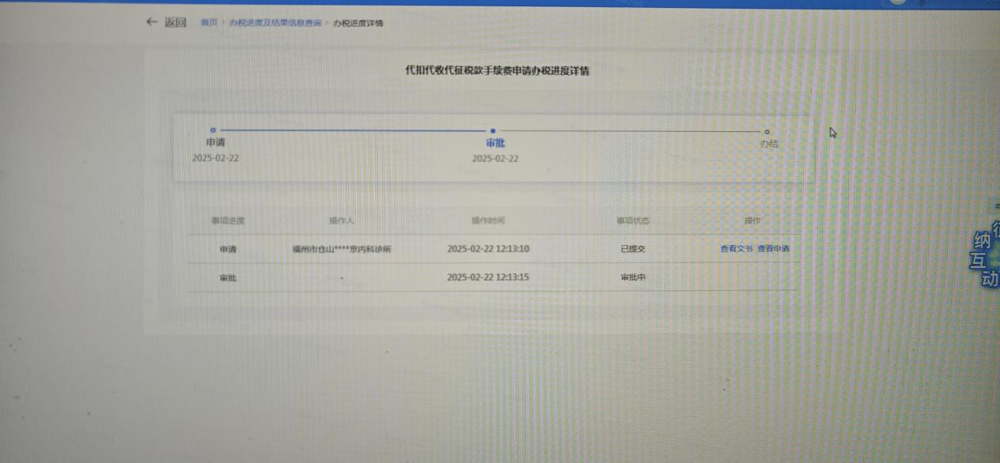 ← 返回 首页 › 办税进度及结果信息查询 › 办税进度详情
代扣代收代征税款手续费申请办税进度详情
申请 审批 办结
2025-02-22 2025-02-22
事项进度 操作人 操作时间 事项状态 操作
申请 福州市仓山****京内科诊所 2025-02-22 12:13:10 已提交 查看文书 查看申请
审批 - 2025-02-22 12:13:15 审批中
征
纳
互
动